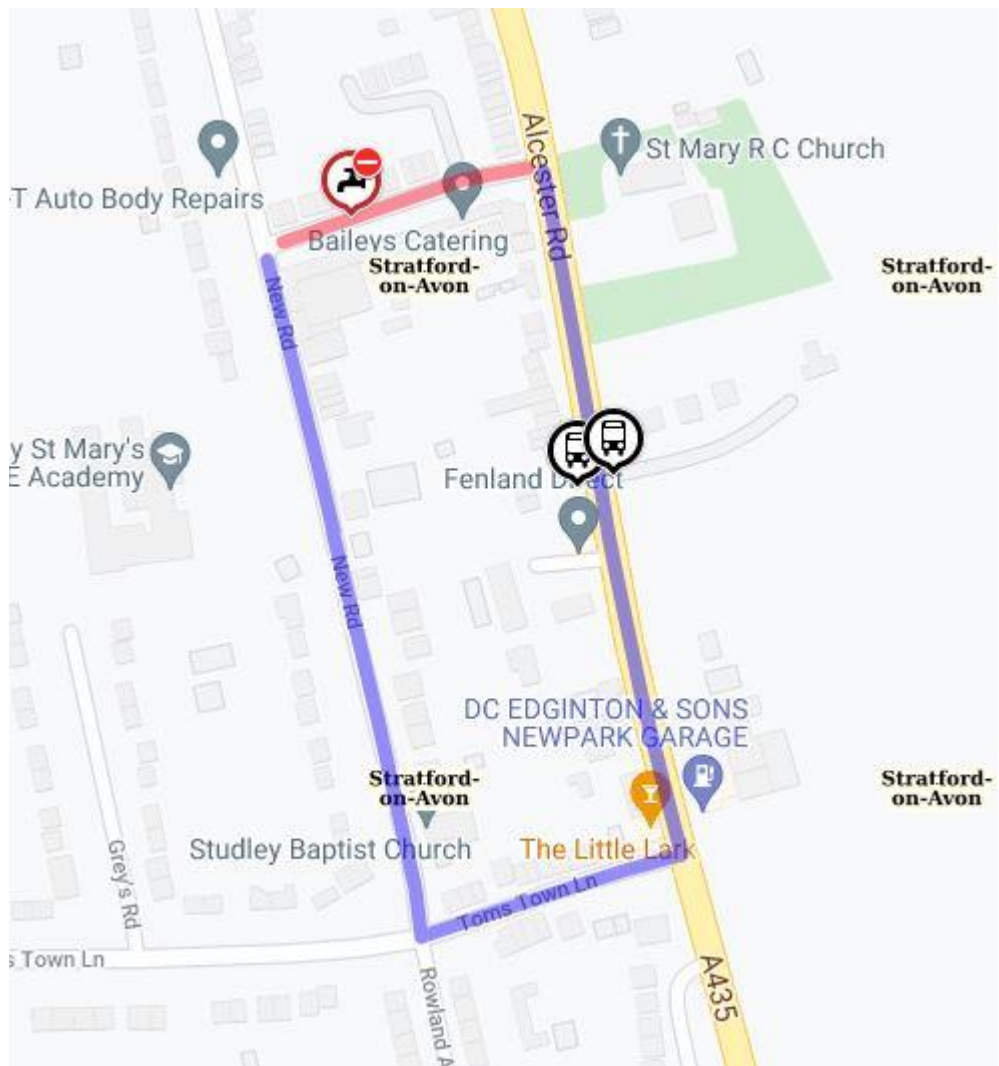 Alcester Rd
St Mary R C Church
-T Auto Body Repairs
Baileys Catering
Stratford-
on-Avon
Stratford-
on-Avon
New Rd
y St Mary's
E Academy
Fenland Direct
New Rd
DC EDGINTON & SONS
NEWPARK GARAGE
Stratford-
on-Avon
Stratford-
on-Avon
Studley Baptist Church
The Little Lark
Grey's Rd
Toms Town Ln
s Town Ln
Rowland A
A435